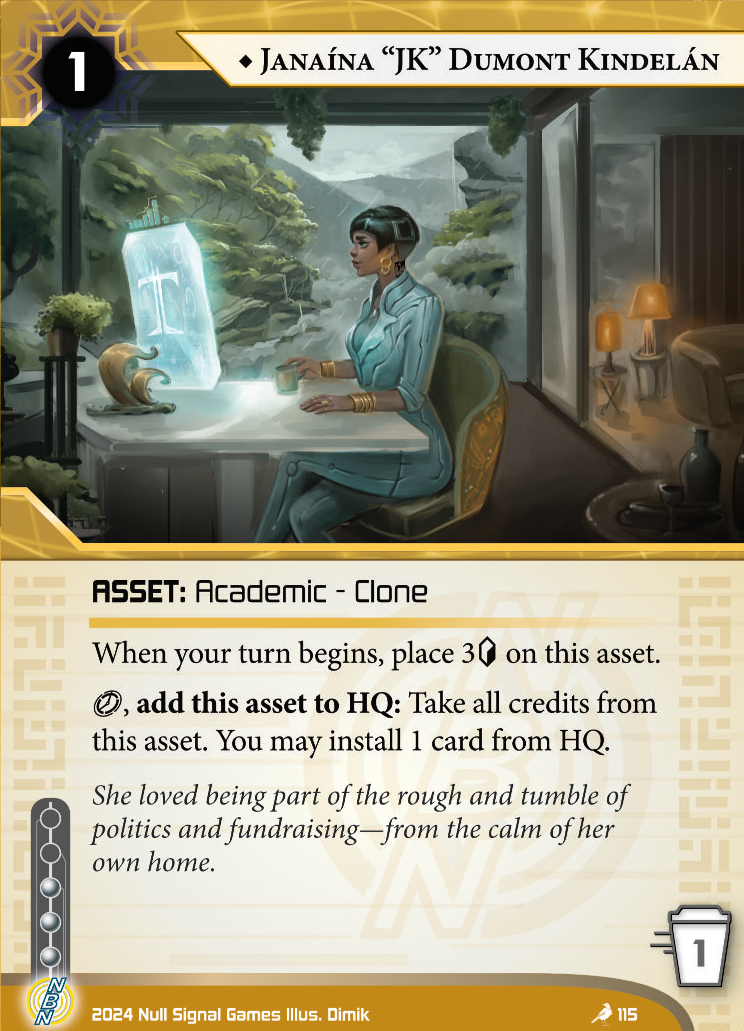 1
◆ Janaína “JK” Dumont Kindelán
T
ASSET: Academic - Clone
When your turn begins, place 3 on this asset.
, add this asset to HQ: Take all credits from
this asset. You may install 1 card from HQ.
She loved being part of the rough and tumble of
politics and fundraising—from the calm of her
own home.
1
NBN
2024 Null Signal Games Illus. Dimik
115